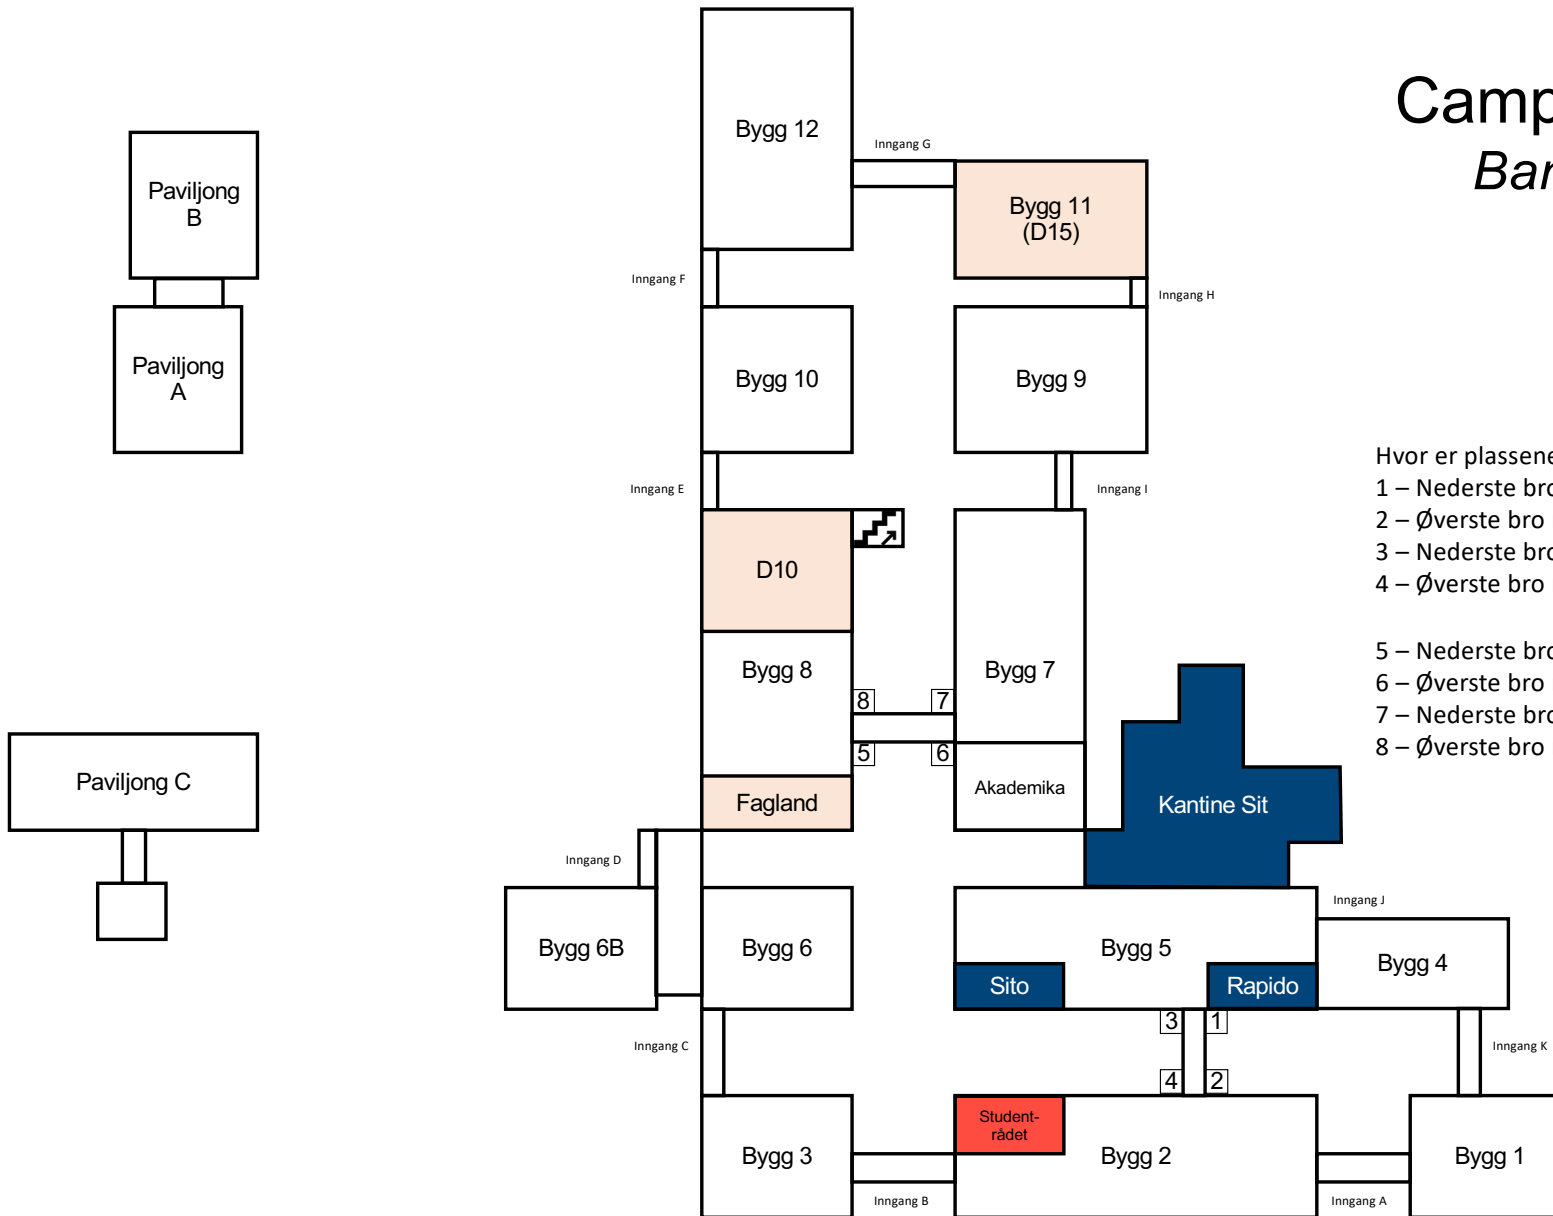 Camp
Ban
Bygg 12
Inngang G
Paviljong
B
Bygg 11
(D15)
Inngang F
Inngang H
Paviljong
A
Bygg 10
Bygg 9
Hvor er plassene
1 – Nederste bro
2 – Øverste bro
3 – Nederste bro
4 – Øverste bro
5 – Nederste bro
6 – Øverste bro
7 – Nederste bro
8 – Øverste bro
Inngang E
Inngang I
D10
Bygg 8
Bygg 7
8
7
5
6
Paviljong C
Fagland
Akademika
Kantine Sit
Inngang D
Inngang J
Bygg 6B
Bygg 6
Bygg 5
Bygg 4
Sito
Rapido
3
1
Inngang C
Inngang K
4
2
Student-
rådet
Bygg 3
Bygg 2
Bygg 1
Inngang B
Inngang A